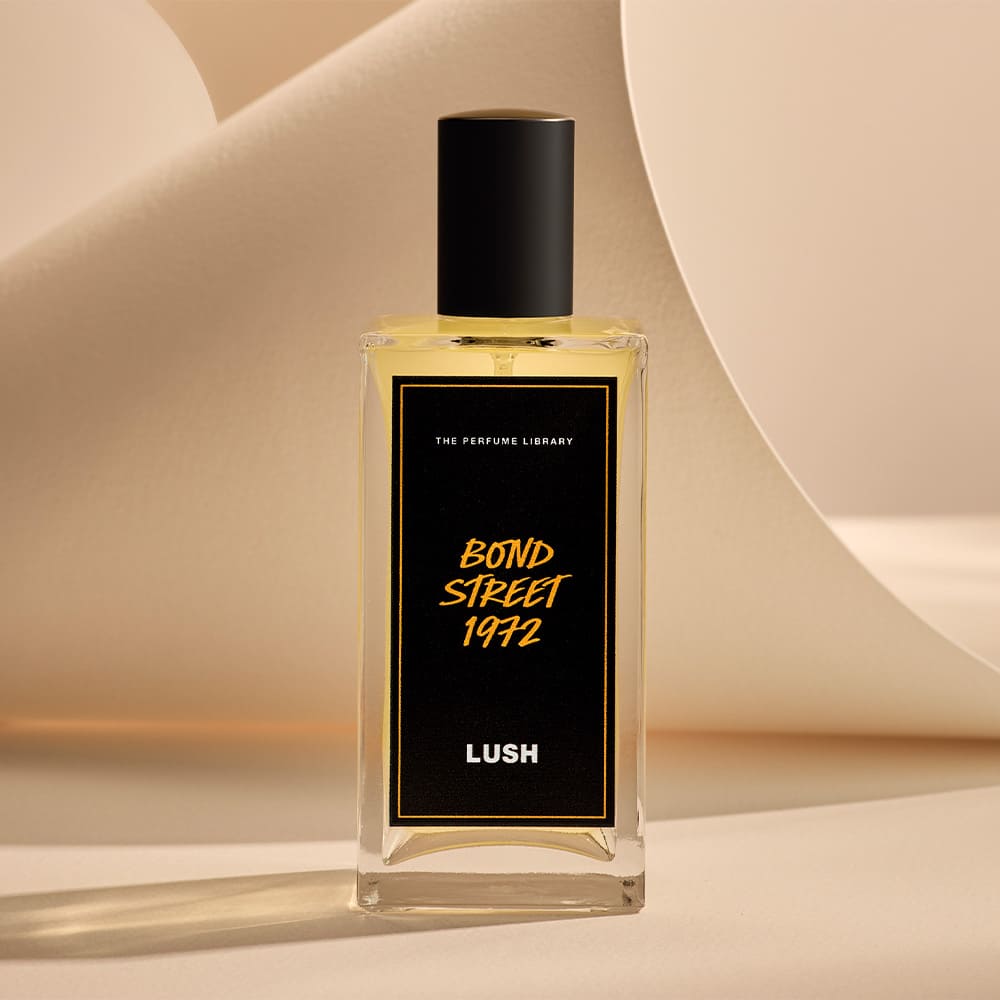 THE PERFUME LIBRARY
BOND
STREET
1972
LUSH